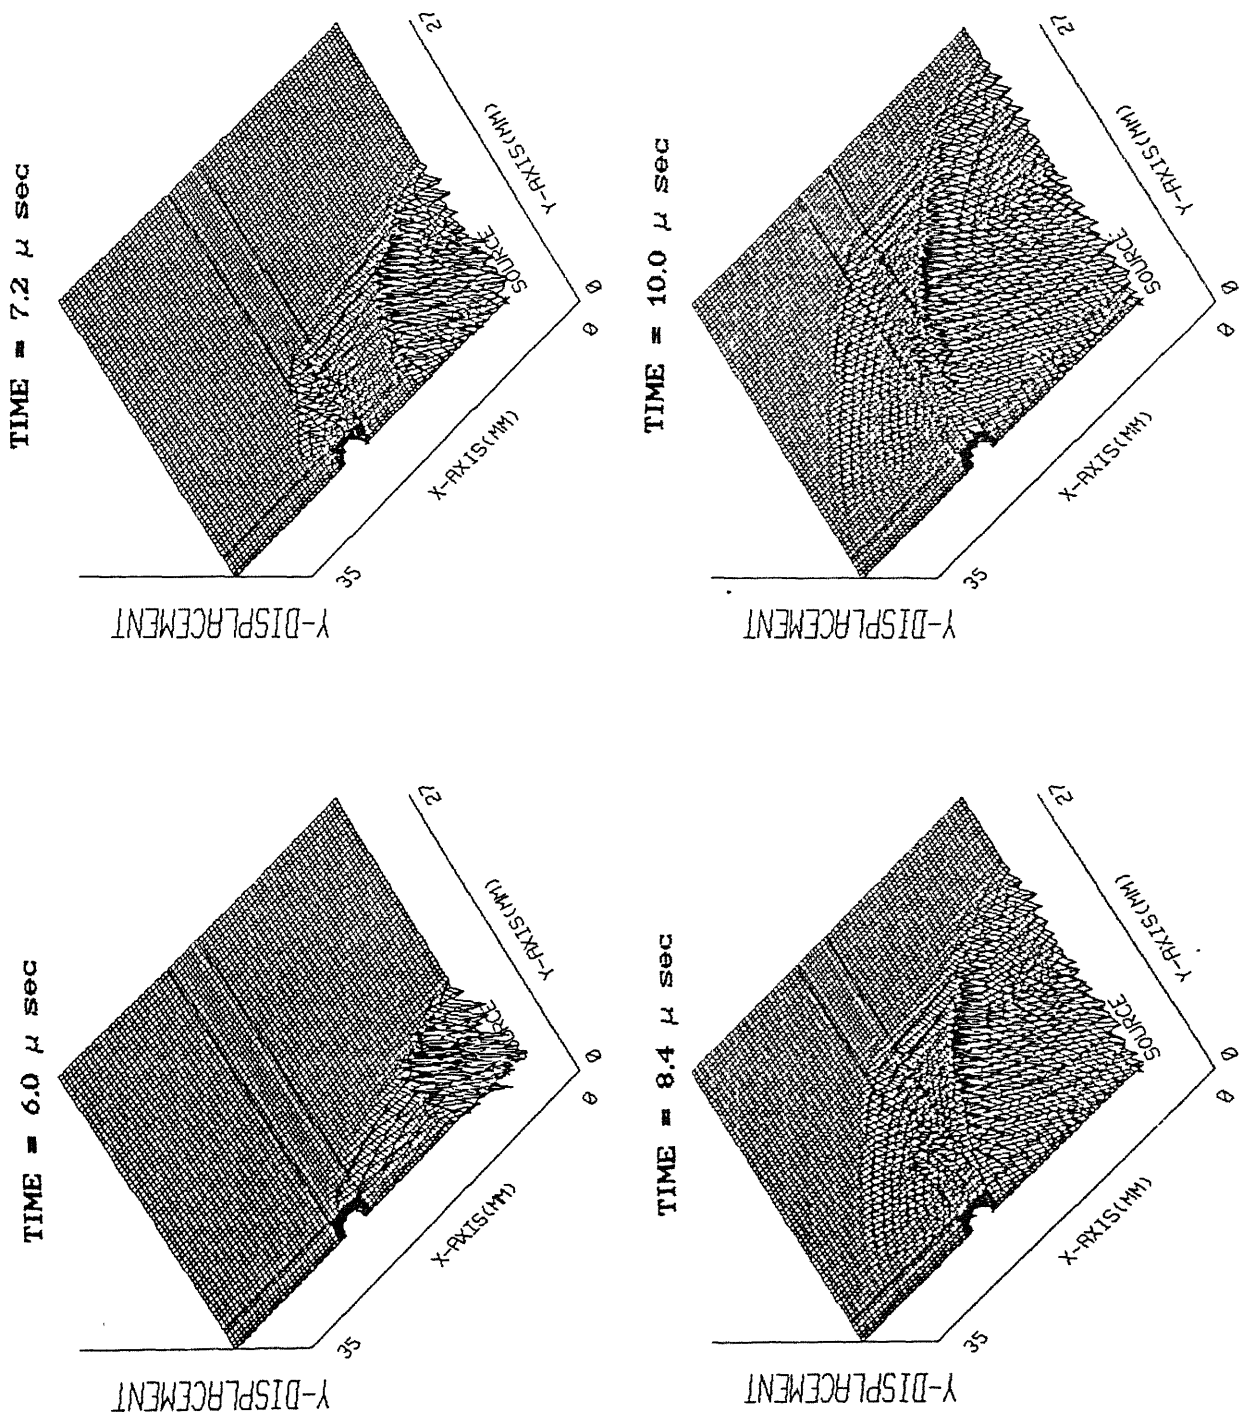 TIME = 6.0 μ sec
Y-DISPLACEMENT
35
X-AXIS(MM)
0
0
URCE
Y-AXIS(MM)
27
TIME = 7.2 μ sec
Y-DISPLACEMENT
35
X-AXIS(MM)
0
0
SOURCE
Y-AXIS(MM)
27
TIME = 8.4 μ sec
Y-DISPLACEMENT
35
X-AXIS(MM)
0
0
SOURCE
Y-AXIS(MM)
27
TIME = 10.0 μ sec
Y-DISPLACEMENT
35
X-AXIS(MM)
0
0
SOURCE
Y-AXIS(MM)
27